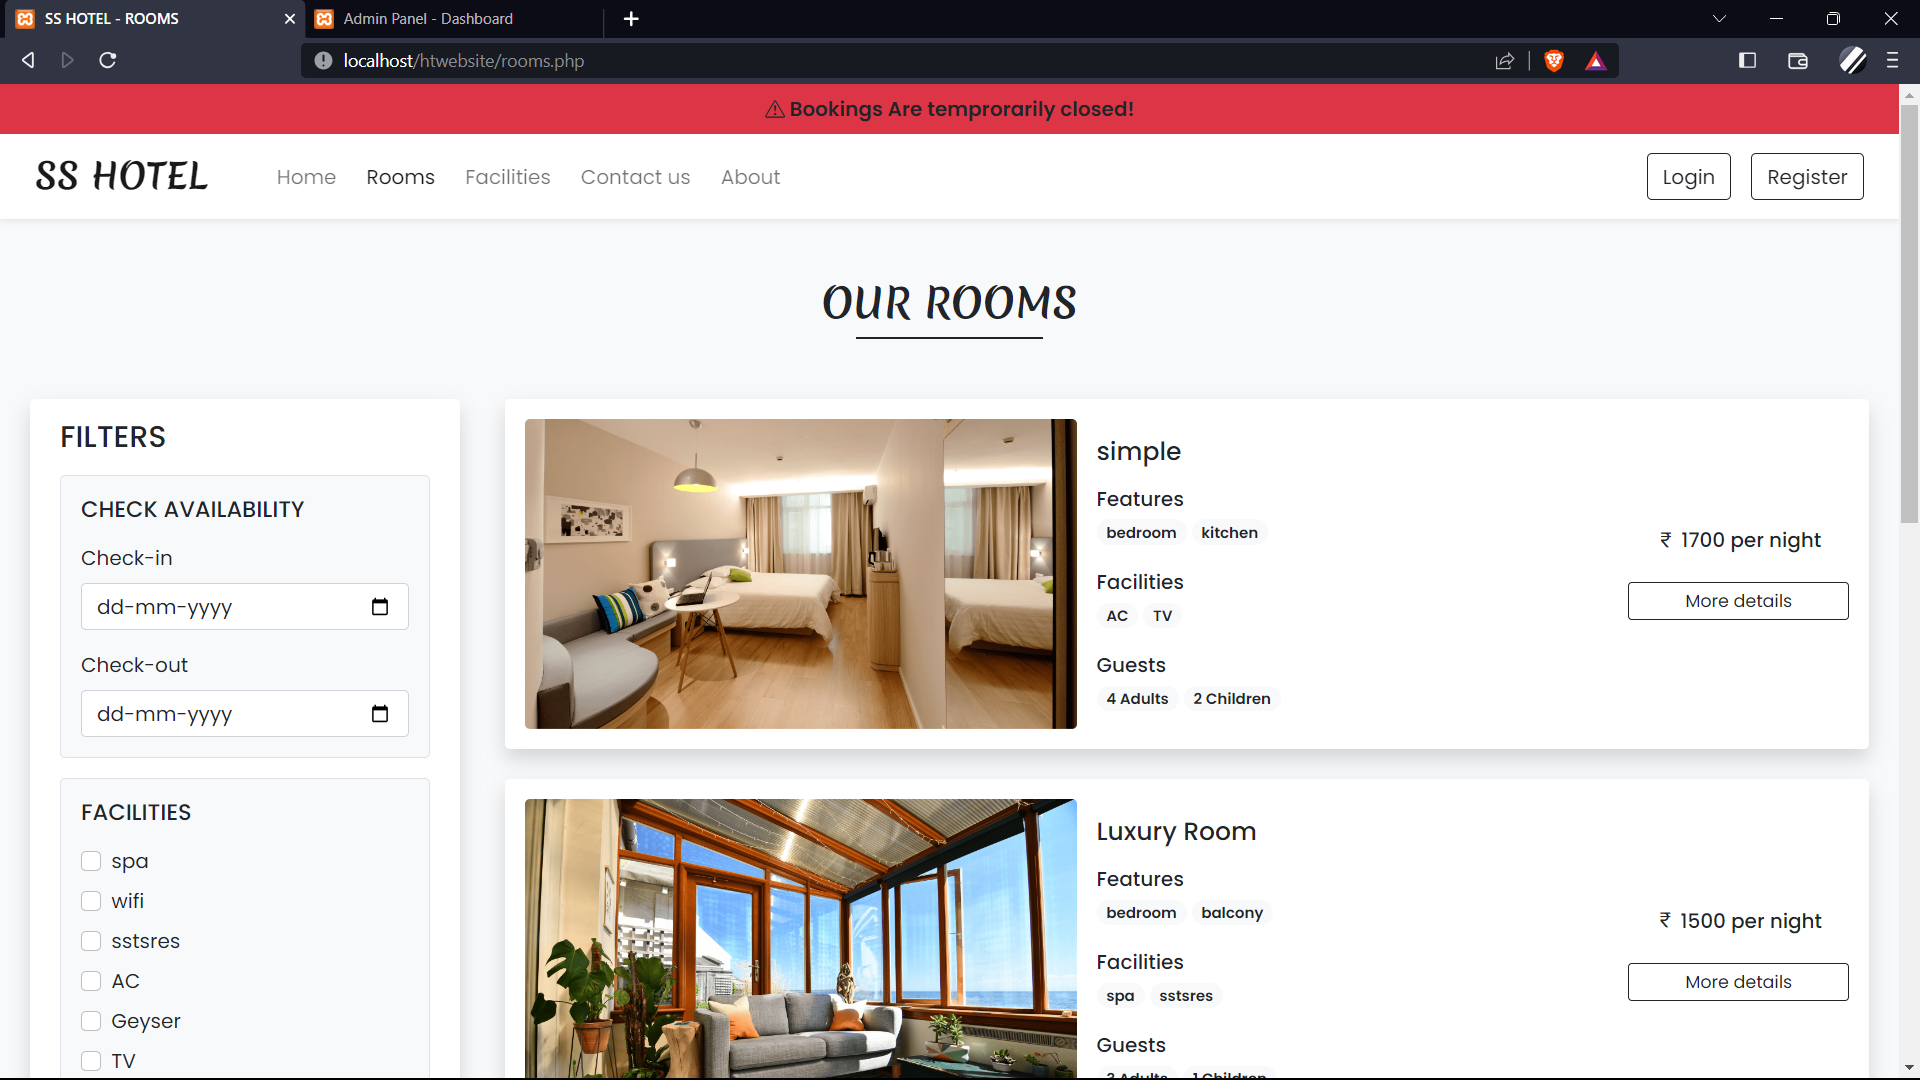 SS HOTEL - ROOMS
Admin Panel - Dashboard
localhost/htwebsite/rooms.php
Bookings Are temprorarily closed!
SS HOTEL
Home Rooms Facilities Contact us About
Login Register
OUR ROOMS
FILTERS
CHECK AVAILABILITY
Check-in
dd-mm-yyyy
Check-out
dd-mm-yyyy
FACILITIES
spa
wifi
sstsres
AC
Geyser
TV
simple
Features
bedroom kitchen
Facilities
AC TV
Guests
4 Adults 2 Children
₹ 1700 per night
More details
Luxury Room
Features
bedroom balcony
Facilities
spa sstsres
Guests
3 Adults 1 Children
₹ 1500 per night
More details